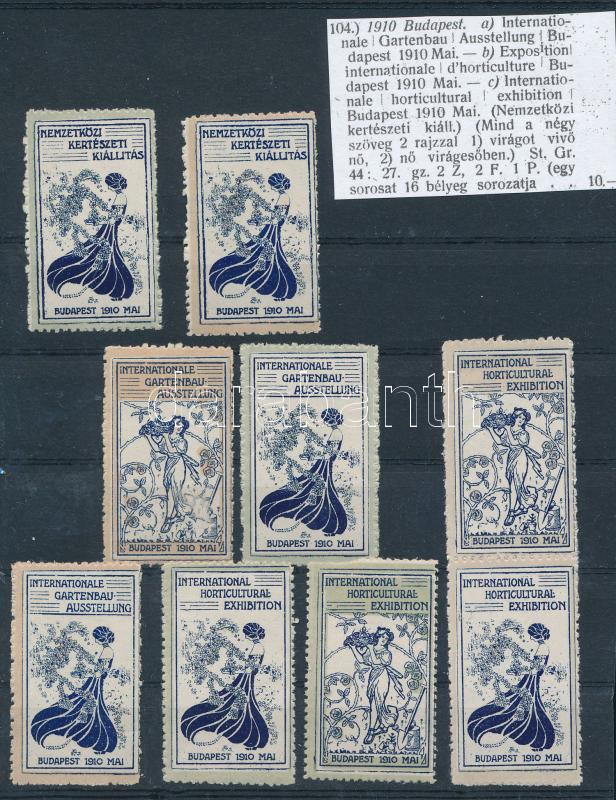 104.) 1910 Budapest. a) Internatio-
nale | Gartenbau | Ausstellung | Bu-
dapest 1910 Mai. — b) Exposition
internationale | d'horticulture | Bu-
dapest 1910 Mai. — c) Internatio-
nale | horticultural | exhibition |
Budapest 1910 Mai. (Nemzetközi
kertészeti kiáll.) (Mind a négy
szöveg 2 rajzzal 1) virágot vivő
nő, 2) nő virágesőben.) St. Gr.
44: 27. gz. 2 Z, 2 F. 1 P. (egy
sorosat 16 bélyeg sorozatja . . . 10.—
NEMZETKÖZI
KERTÉSZETI
KIÁLLITÁS
BUDAPEST 1910 MAI
NEMZETKÖZI
KERTÉSZETI
KIÁLLITÁS
BUDAPEST 1910 MAI
INTERNATIONALE
GARTENBAU-
AUSSTELLUNG
BUDAPEST 1910 MAI
INTERNATIONALE
GARTENBAU-
AUSSTELLUNG
BUDAPEST 1910 MAI
INTERNATIONAL
HORTICULTURAL
EXHIBITION
BUDAPEST 1910 MAI
darabanth
INTERNATIONALE
GARTENBAU-
AUSSTELLUNG
BUDAPEST 1910 MAI
INTERNATIONAL
HORTICULTURAL
EXHIBITION
BUDAPEST 1910 MAI
INTERNATIONAL
HORTICULTURAL
EXHIBITION
BUDAPEST 1910 MAI
INTERNATIONAL
HORTICULTURAL
EXHIBITION
BUDAPEST 1910 MAI